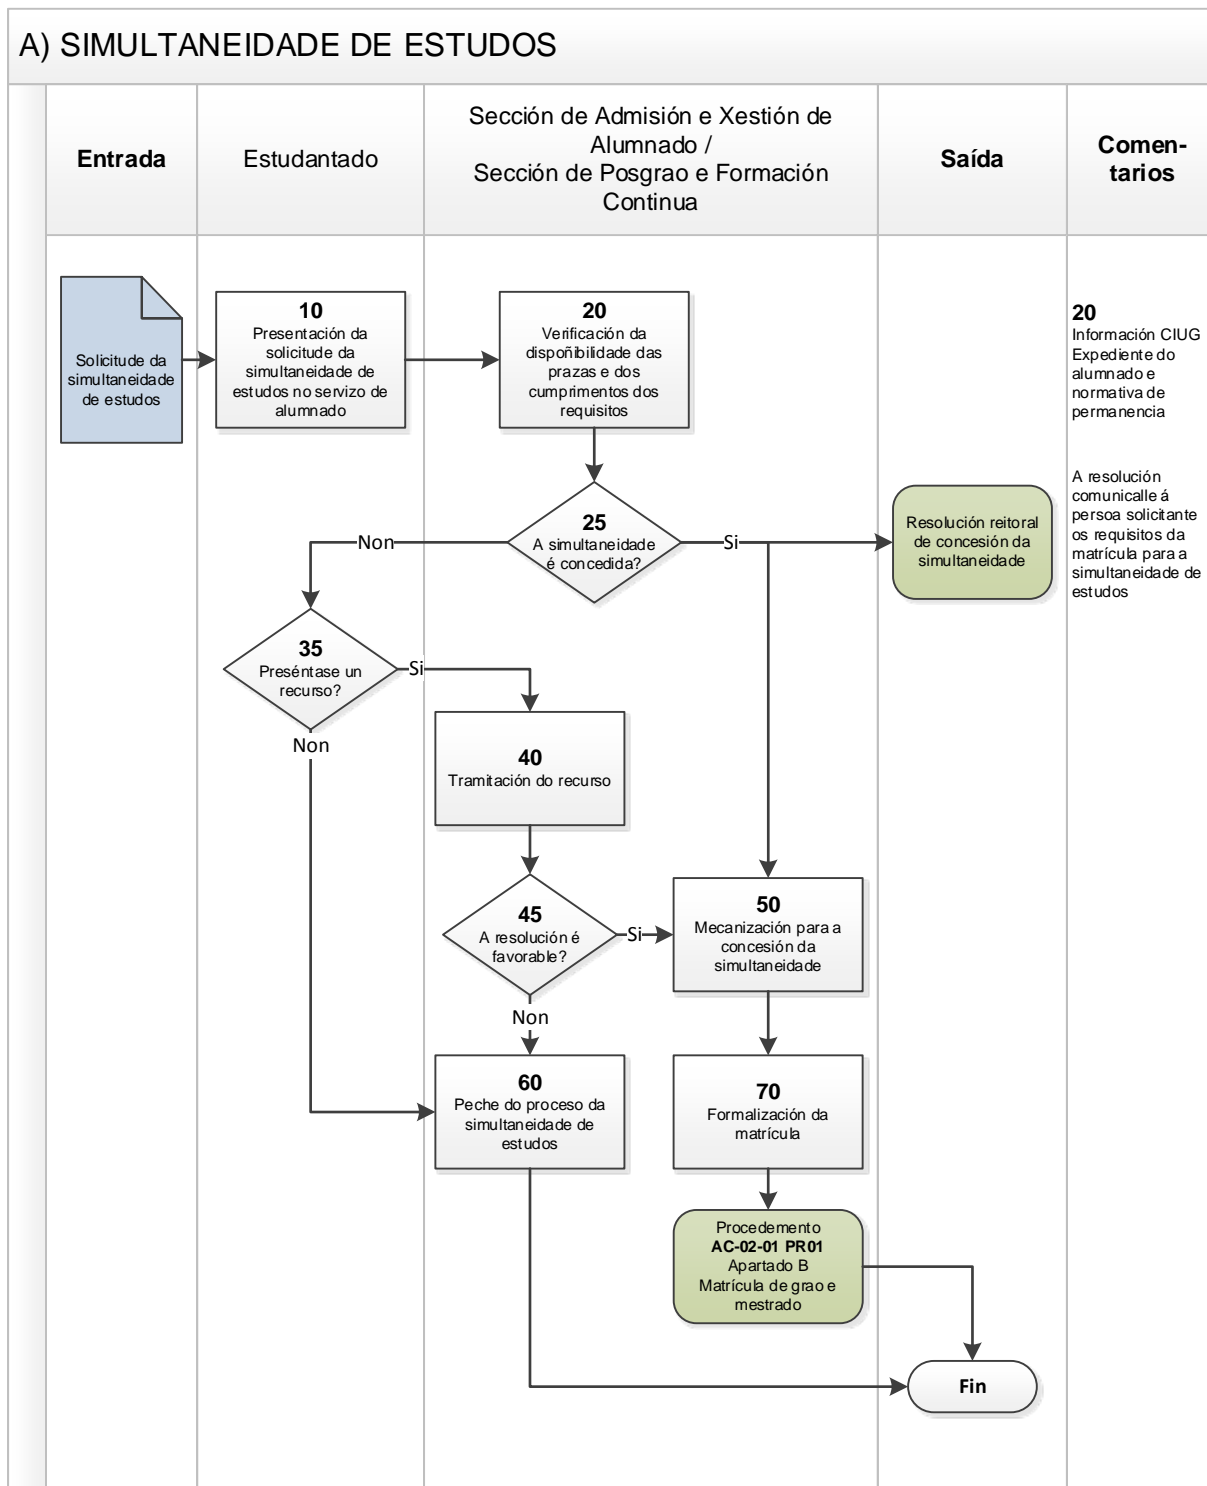 A) SIMULTANEIDADE DE ESTUDOS
Entrada
Estudantado
Sección de Admisión e Xestión de
Alumnado /
Sección de Posgrao e Formación
Continua
Saída
Comen-
tarios
Solicitude da
simultaneidade
de estudos
10
Presentación da
solicitude da
simultaneidade de
estudos no servizo de
alumnado
20
Verificación da
dispoñibilidade das
prazas e dos
cumprimentos dos
requisitos
20
Información CIUG
Expediente do
alumnado e
normativa de
permanencia
A resolución
comunicalle á
persoa solicitante
os requisitos da
matrícula para a
simultaneidade de
estudos
25
A simultaneidade
é concedida?
Non
Si
Resolución reitoral
de concesión da
simultaneidade
35
Preséntase un
recurso?
Si
Non
40
Tramitación do recurso
45
A resolución é
favorable?
Si
Non
50
Mecanización para a
concesión da
simultaneidade
60
Peche do proceso da
simultaneidade de
estudos
70
Formalización da
matrícula
Procedemento
AC-02-01 PR01
Apartado B
Matrícula de grao e
mestrado
Fin